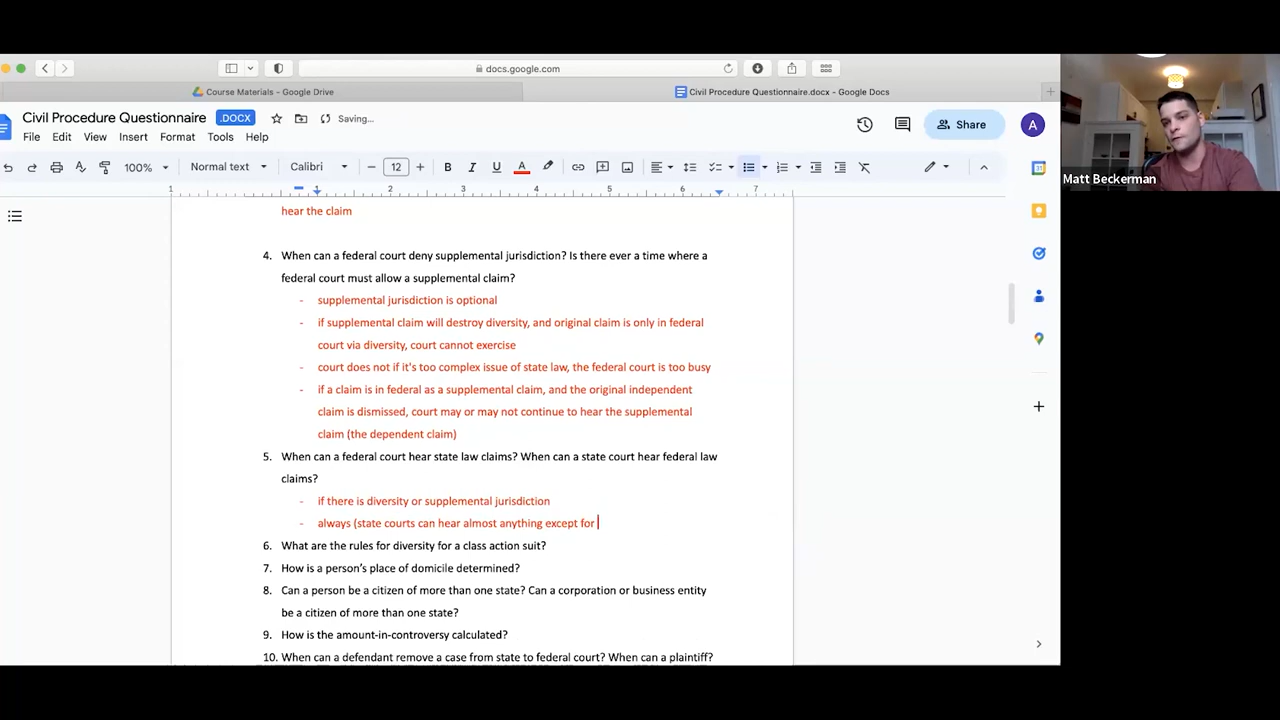 docs.google.com
Course Materials - Google Drive
Civil Procedure Questionnaire.docx - Google Docs
Civil Procedure Questionnaire
.DOCX
Saving...
File Edit View Insert Format Tools Help
Share
A
100%
Normal text
Calibri
12
B I U A
1 1 2 3 4 5 6 7
hear the claim
4. When can a federal court deny supplemental jurisdiction? Is there ever a time where a
federal court must allow a supplemental claim?
- supplemental jurisdiction is optional
- if supplemental claim will destroy diversity, and original claim is only in federal
court via diversity, court cannot exercise
- court does not if it's too complex issue of state law, the federal court is too busy
- if a claim is in federal as a supplemental claim, and the original independent
claim is dismissed, court may or may not continue to hear the supplemental
claim (the dependent claim)
5. When can a federal court hear state law claims? When can a state court hear federal law
claims?
- if there is diversity or supplemental jurisdiction
- always (state courts can hear almost anything except for
6. What are the rules for diversity for a class action suit?
7. How is a person's place of domicile determined?
8. Can a person be a citizen of more than one state? Can a corporation or business entity
be a citizen of more than one state?
9. How is the amount-in-controversy calculated?
10. When can a defendant remove a case from state to federal court? When can a plaintiff?
Matt Beckerman